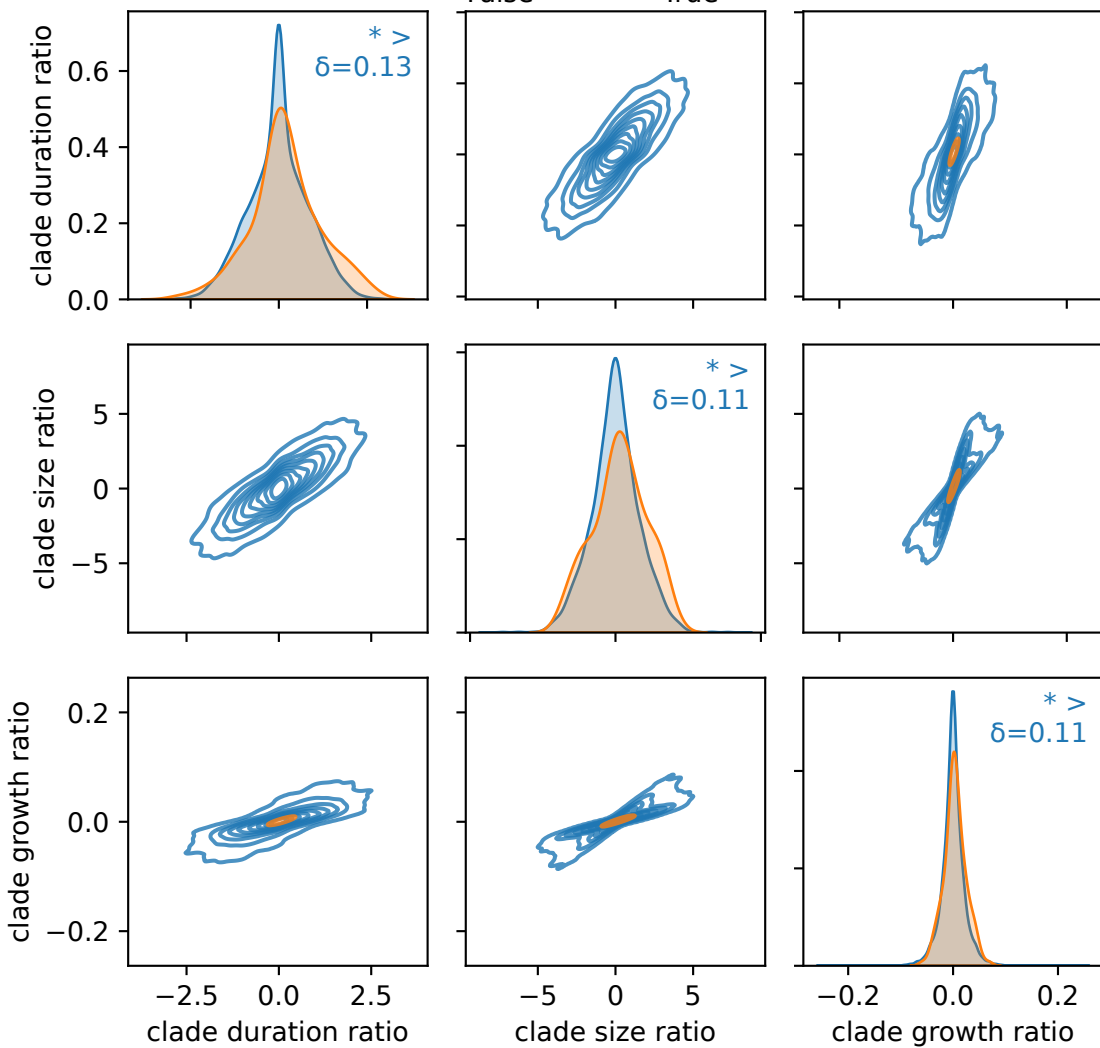 clade duration ratio
0.6
0.4
0.2
0.0
* >
δ=0.13
clade size ratio
5
0
−5
* >
δ=0.11
clade growth ratio
0.2
0.0
−0.2
* >
δ=0.11
−2.5 0.0 2.5
−5 0 5
−0.2 0.0 0.2
clade duration ratio
clade size ratio
clade growth ratio